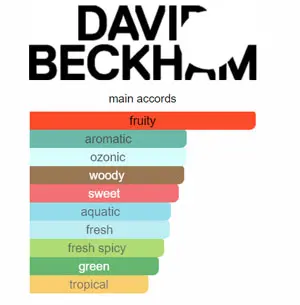 DAVID
BECKHAM
main accords
fruity
aromatic
ozonic
woody
sweet
aquatic
fresh
fresh spicy
green
tropical